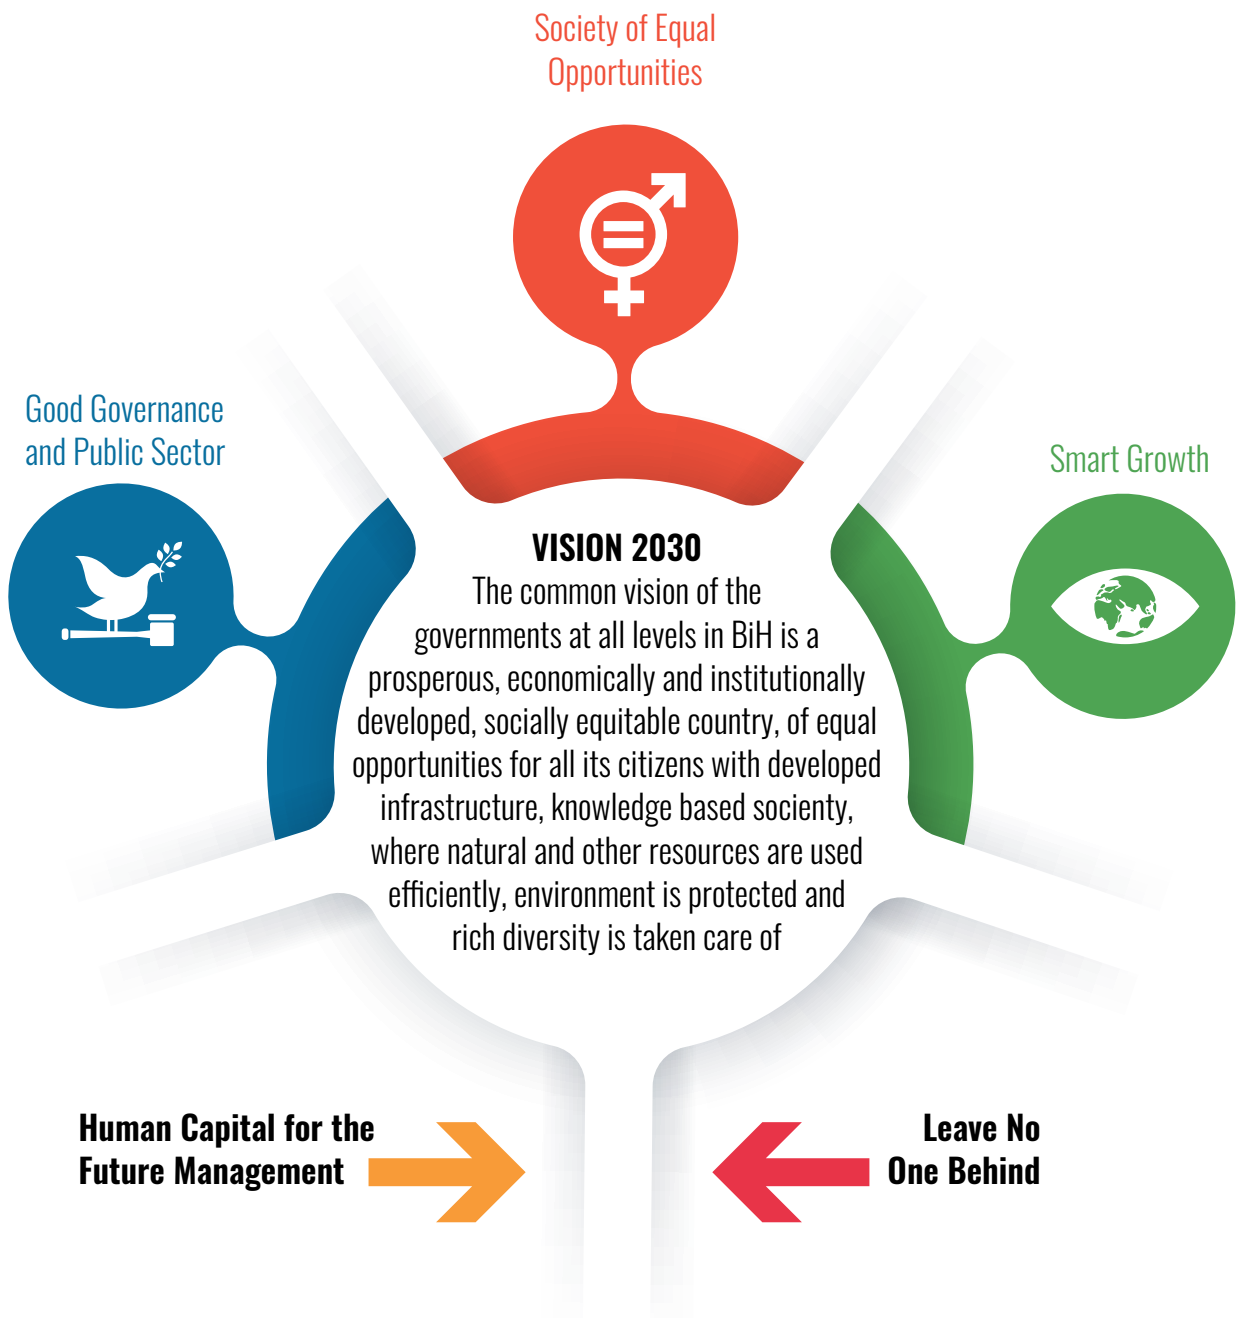 Society of Equal
Opportunities
Good Governance
and Public Sector
Smart Growth
VISION 2030
The common vision of the
governments at all levels in BiH is a
prosperous, economically and institutionally
developed, socially equitable country, of equal
opportunities for all its citizens with developed
infrastructure, knowledge based socienty,
where natural and other resources are used
efficiently, environment is protected and
rich diversity is taken care of
Human Capital for the
Future Management
Leave No
One Behind